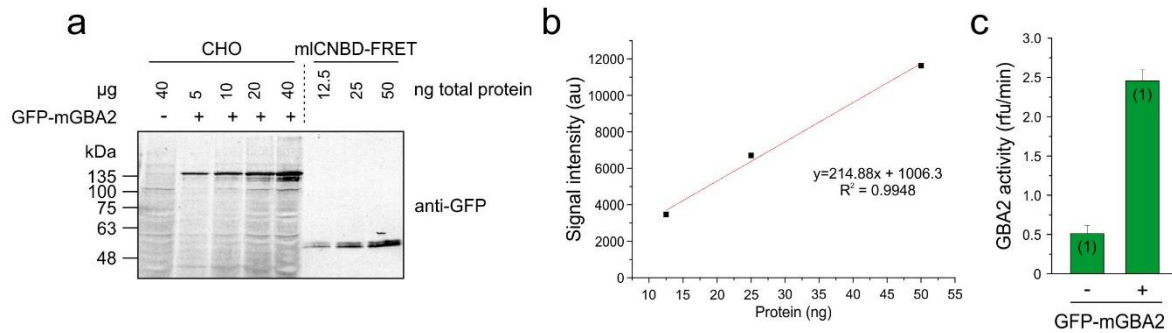 a
CHO mlCNBD-FRET
µg 40 5 10 20 40 12.5 25 50 ng total protein
GFP-mGBA2 - + + + +
kDa
135
100
75
63
48
anti-GFP
b
Signal intensity (au)
12000
10000
8000
6000
4000
2000
0
10 15 20 25 30 35 40 45 50 55
Protein (ng)
y=214.88x + 1006.3
R² = 0.9948
c
GBA2 activity (rfu/min)
3.0
2.5
2.0
1.5
1.0
0.5
0.0
(1) (1)
- +
GFP-mGBA2